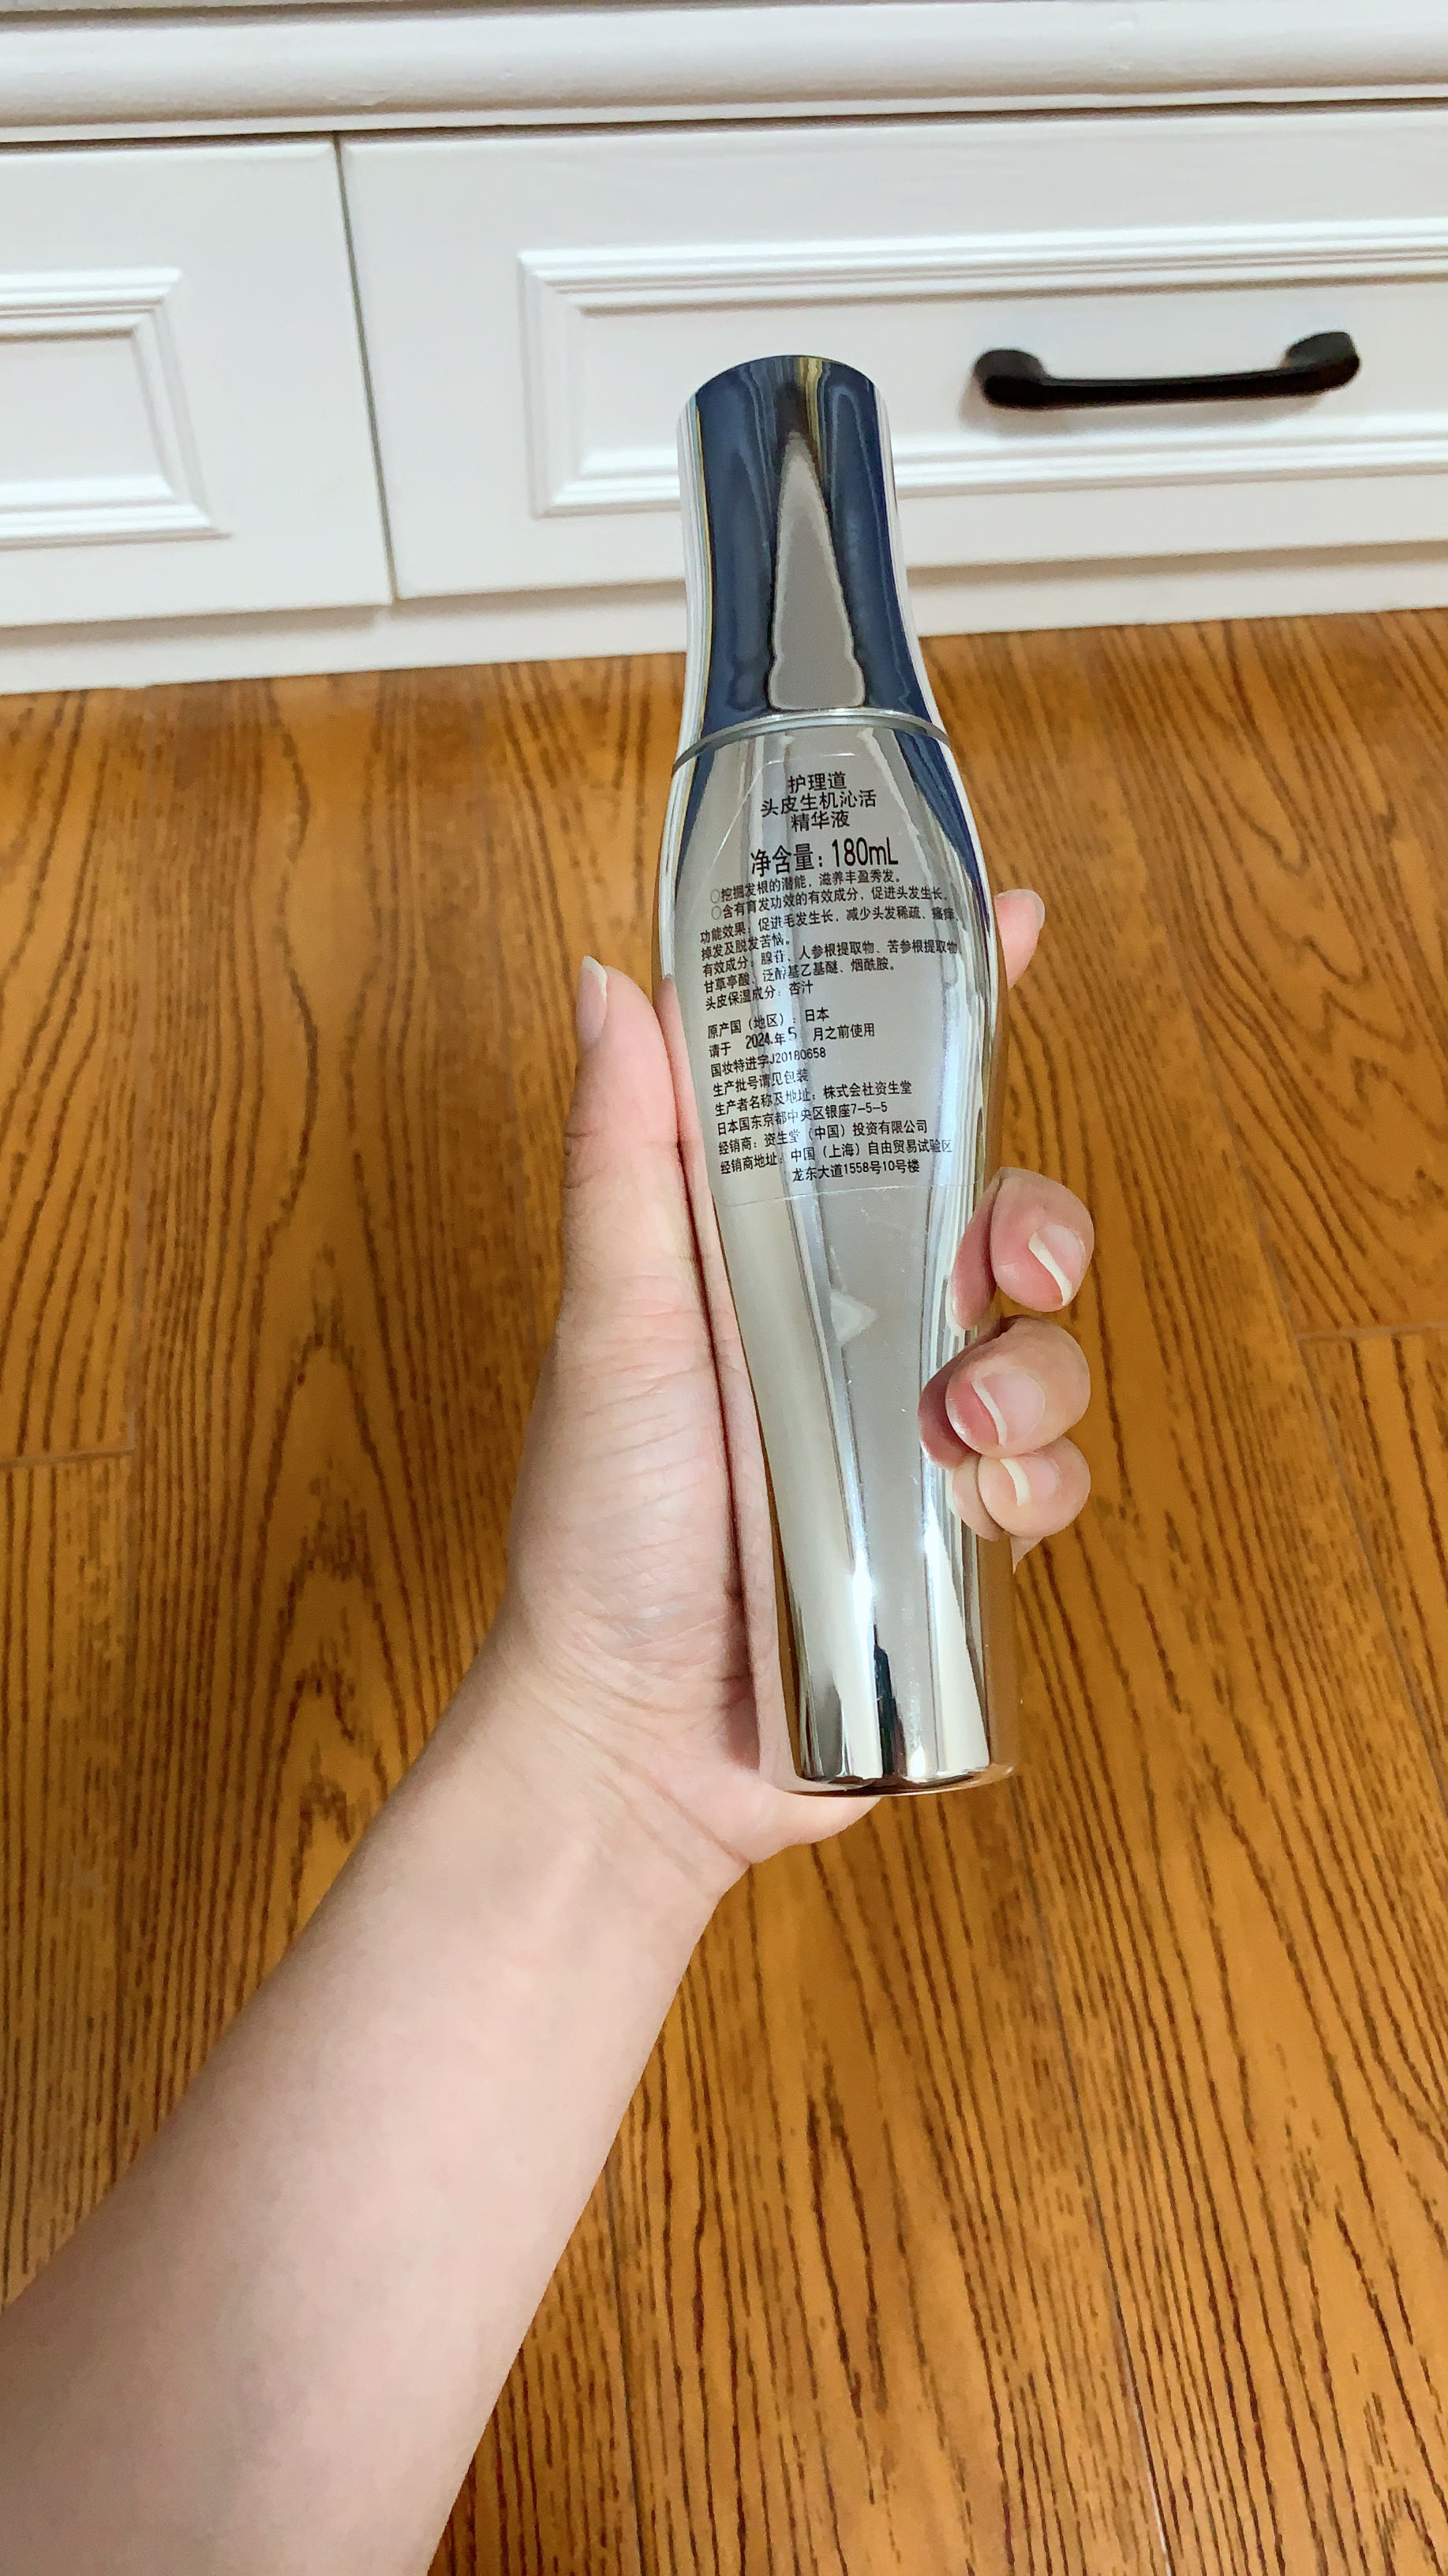 护理道
头皮生机沁活
精华液
净含量：180mL
○挖掘发根的潜能，滋养丰盈秀发。
○含有育发功效的有效成分，促进头发生长。
功能效果：促进毛发生长，减少头发稀疏、瘙痒、
掉发及脱发苦恼。
有效成分：腺苷、人参根提取物、苦参根提取物
甘草亭酸、泛醇基乙基醚、烟酰胺。
头皮保湿成分：杏汁
原产国（地区）：日本
请于 2024.年5 月之前使用
国妆特进字J20180658
生产批号请见包装
生产者名称及地址：株式会社资生堂
日本国东京都中央区银座7-5-5
经销商：资生堂（中国）投资有限公司
经销商地址：中国（上海）自由贸易试验区
龙东大道1558号10号楼